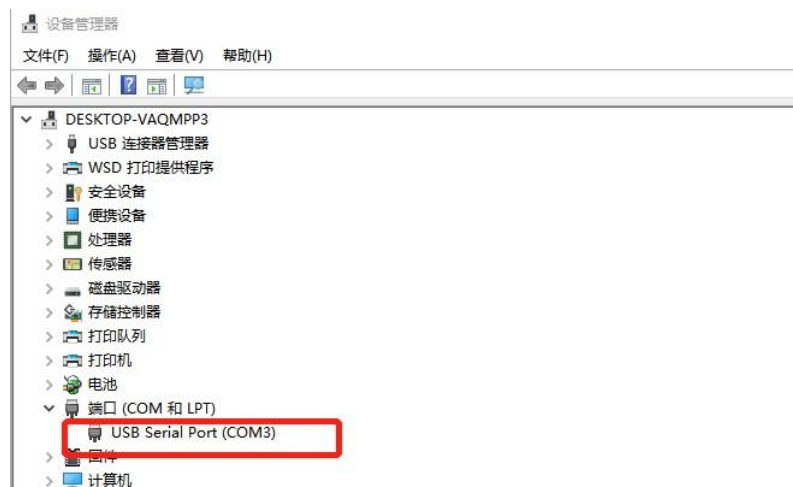 设备管理器
文件(F) 操作(A) 查看(V) 帮助(H)
DESKTOP-VAQMPP3
USB 连接器管理器
WSD 打印提供程序
安全设备
便携设备
处理器
传感器
磁盘驱动器
存储控制器
打印队列
打印机
电池
端口 (COM 和 LPT)
USB Serial Port (COM3)
固件
计算机